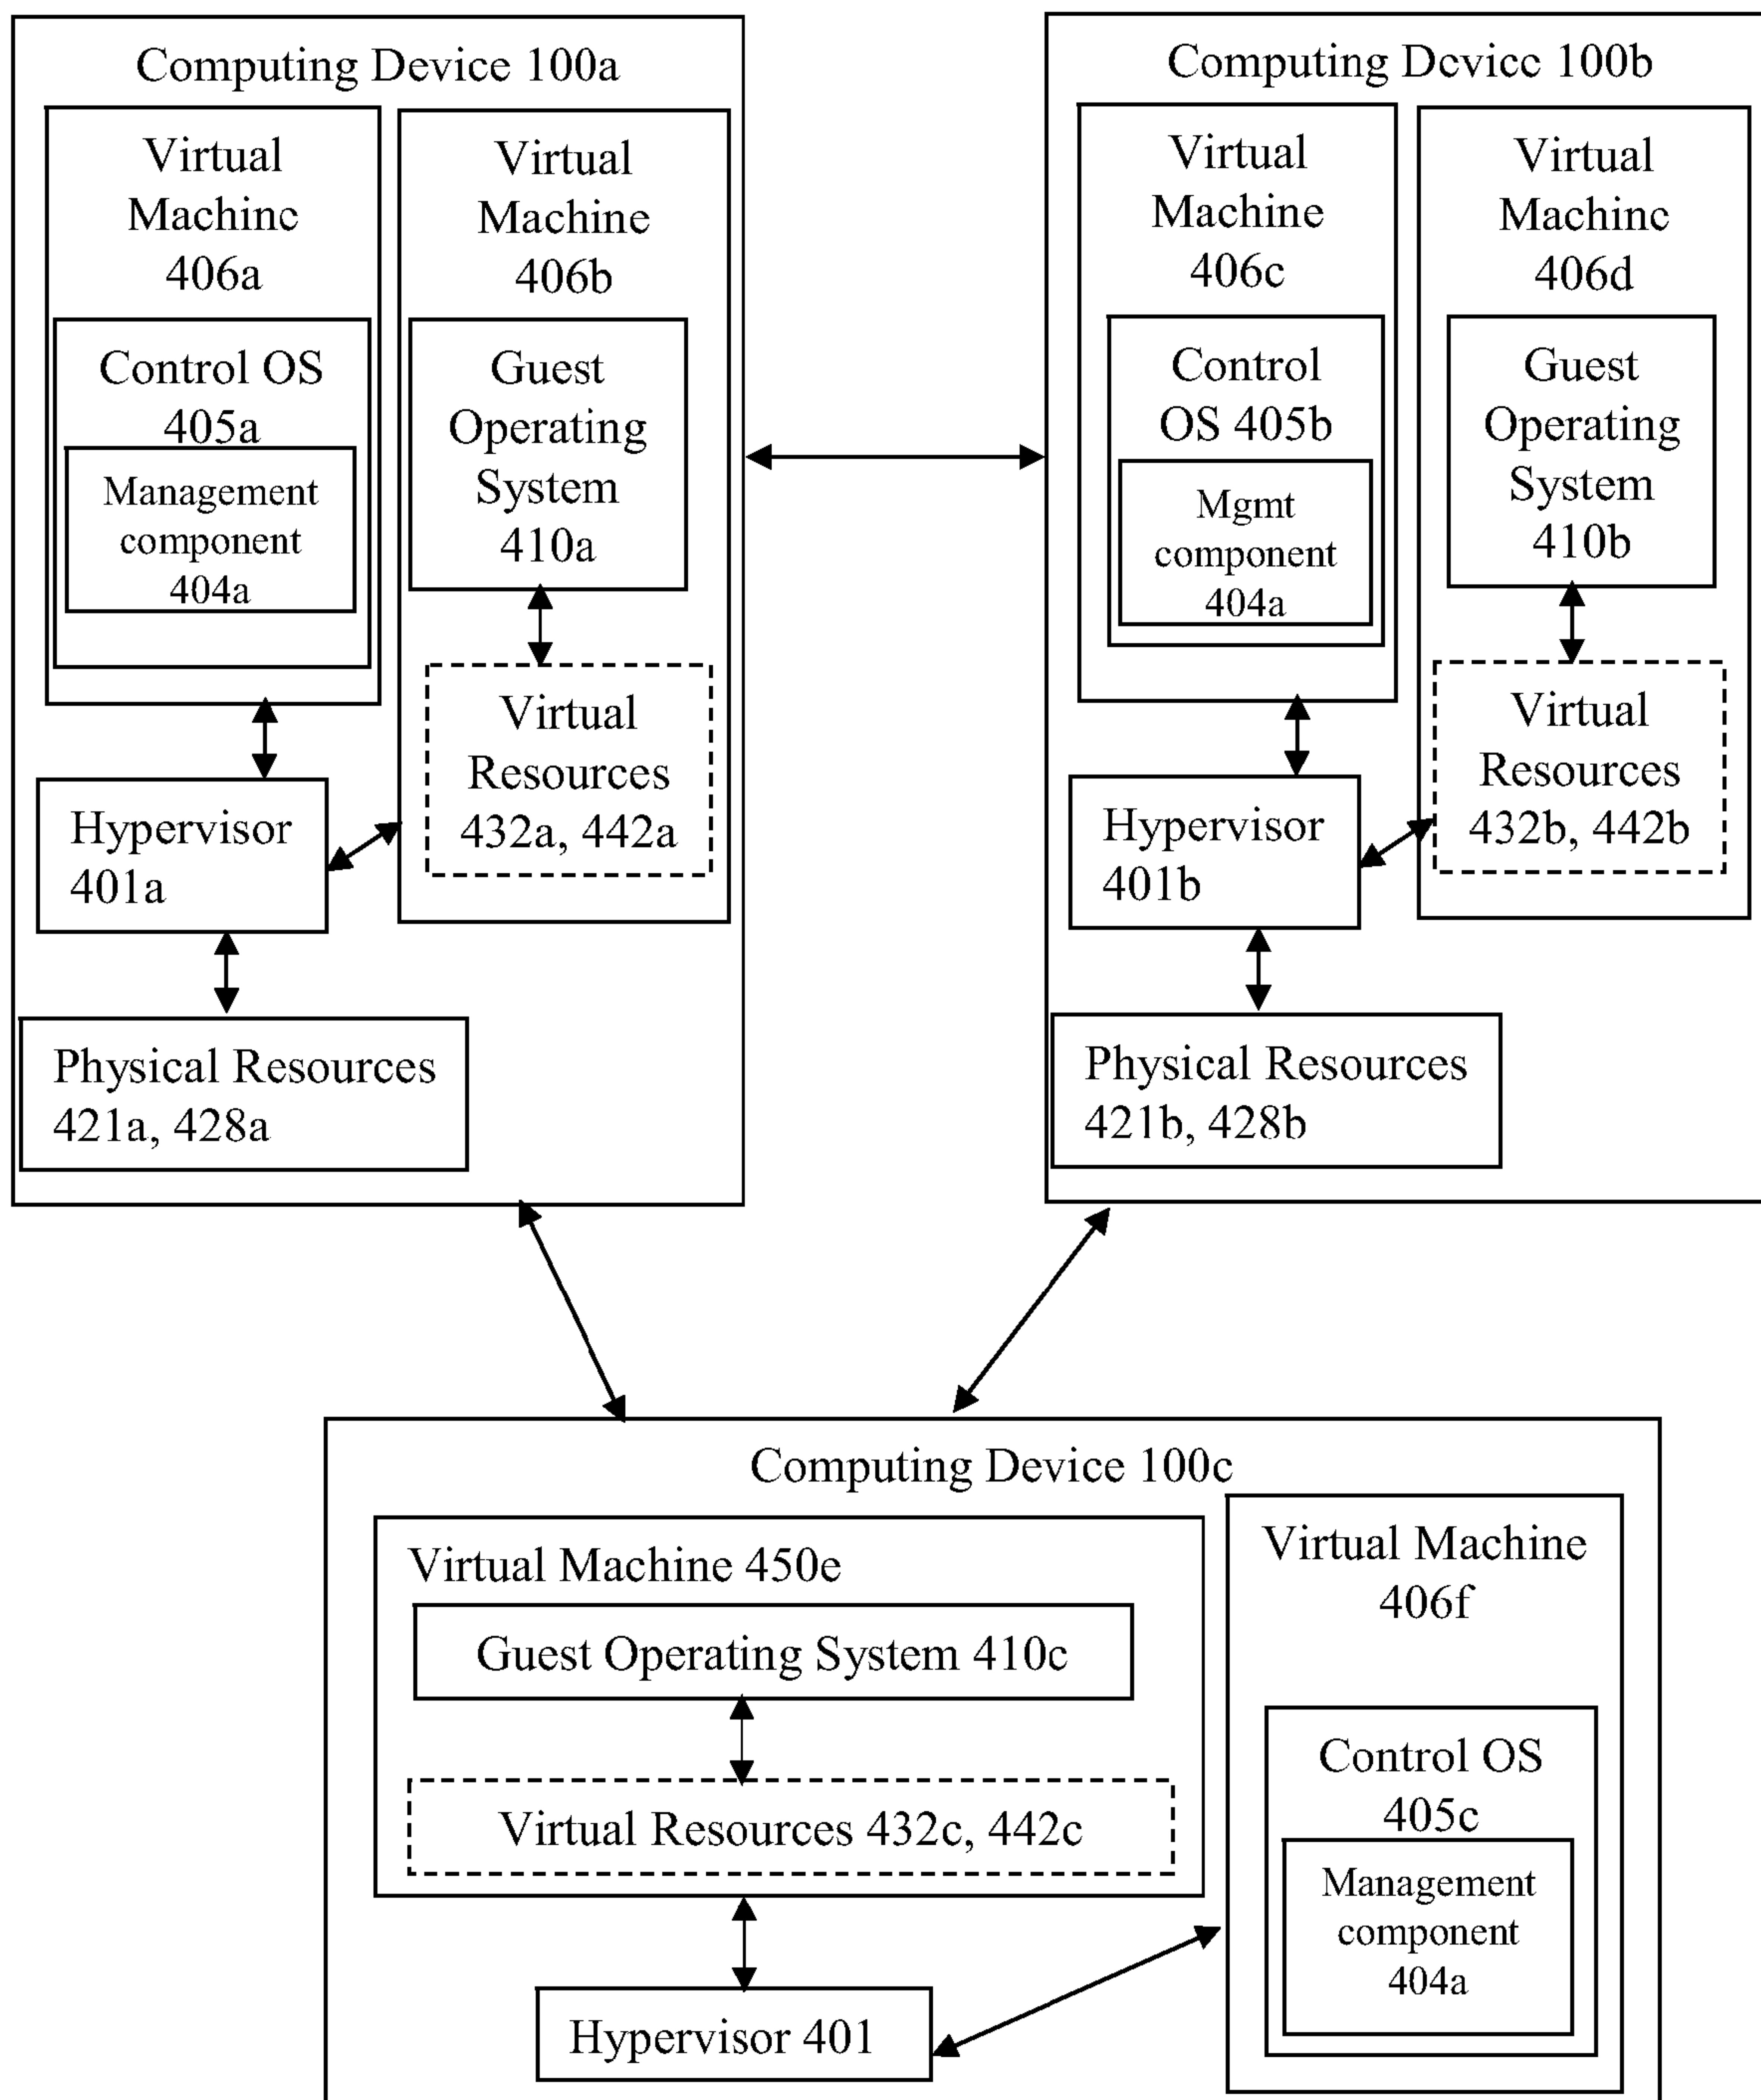 Computing Device 100a
Virtual
Machine
406a
Control OS
405a
Management
component
404a
Virtual
Machine
406b
Guest
Operating
System
410a
Virtual
Resources
432a, 442a
Hypervisor
401a
Physical Resources
421a, 428a
Computing Device 100b
Virtual
Machine
406c
Control
OS 405b
Mgmt
component
404a
Virtual
Machine
406d
Guest
Operating
System
410b
Virtual
Resources
432b, 442b
Hypervisor
401b
Physical Resources
421b, 428b
Computing Device 100c
Virtual Machine 450e
Guest Operating System 410c
Virtual Resources 432c, 442c
Hypervisor 401
Virtual Machine
406f
Control OS
405c
Management
component
404a